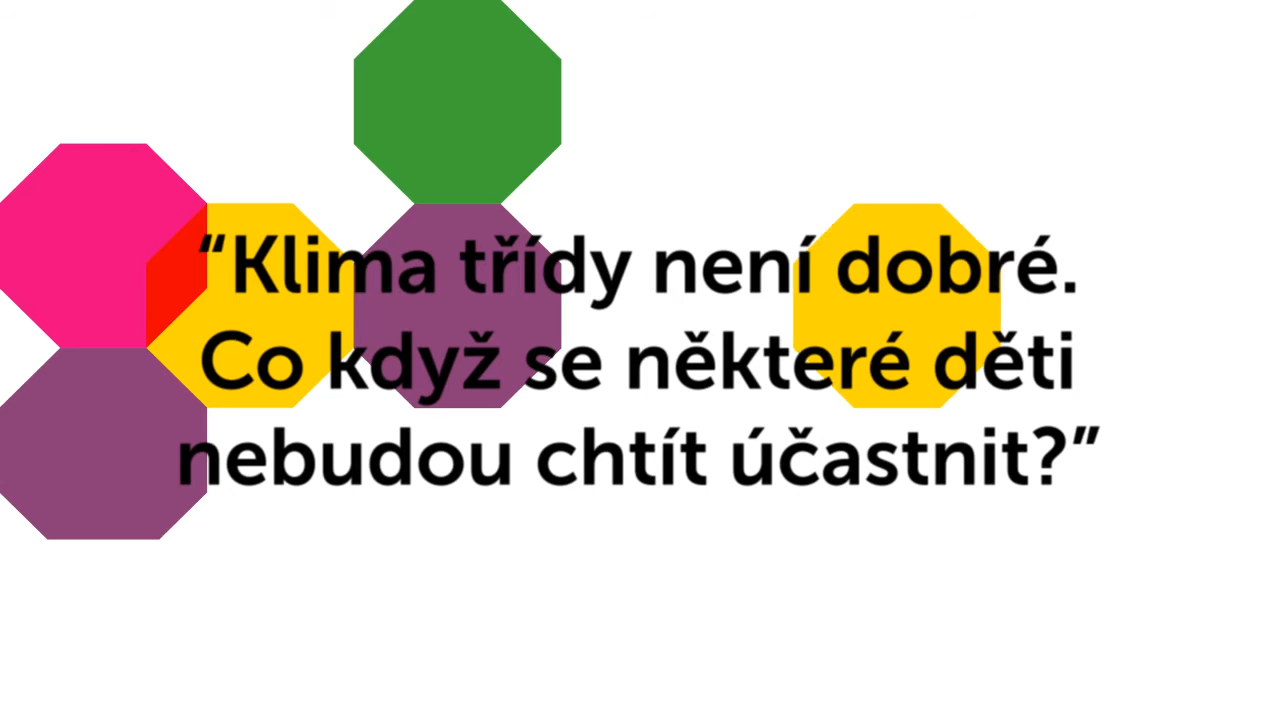 “Klima třídy není dobré.
Co když se některé děti
nebudou chtít účastnit?”